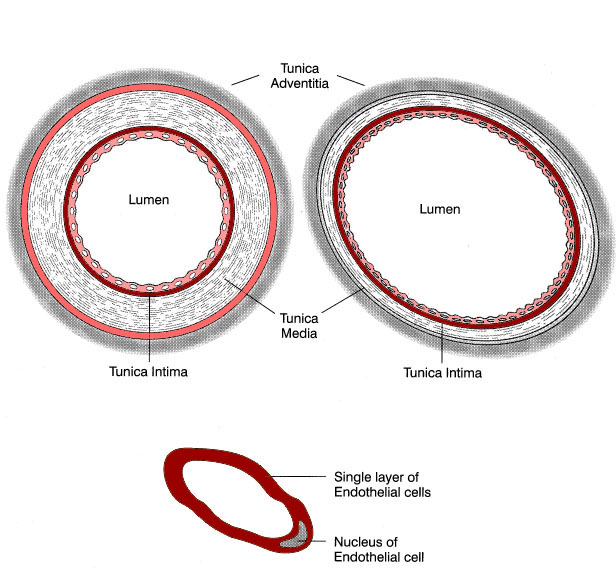 Tunica
Adventitia
Lumen
Lumen
Tunica
Media
Tunica Intima
Tunica Intima
Single layer of
Endothelial cells
Nucleus of
Endothelial cell